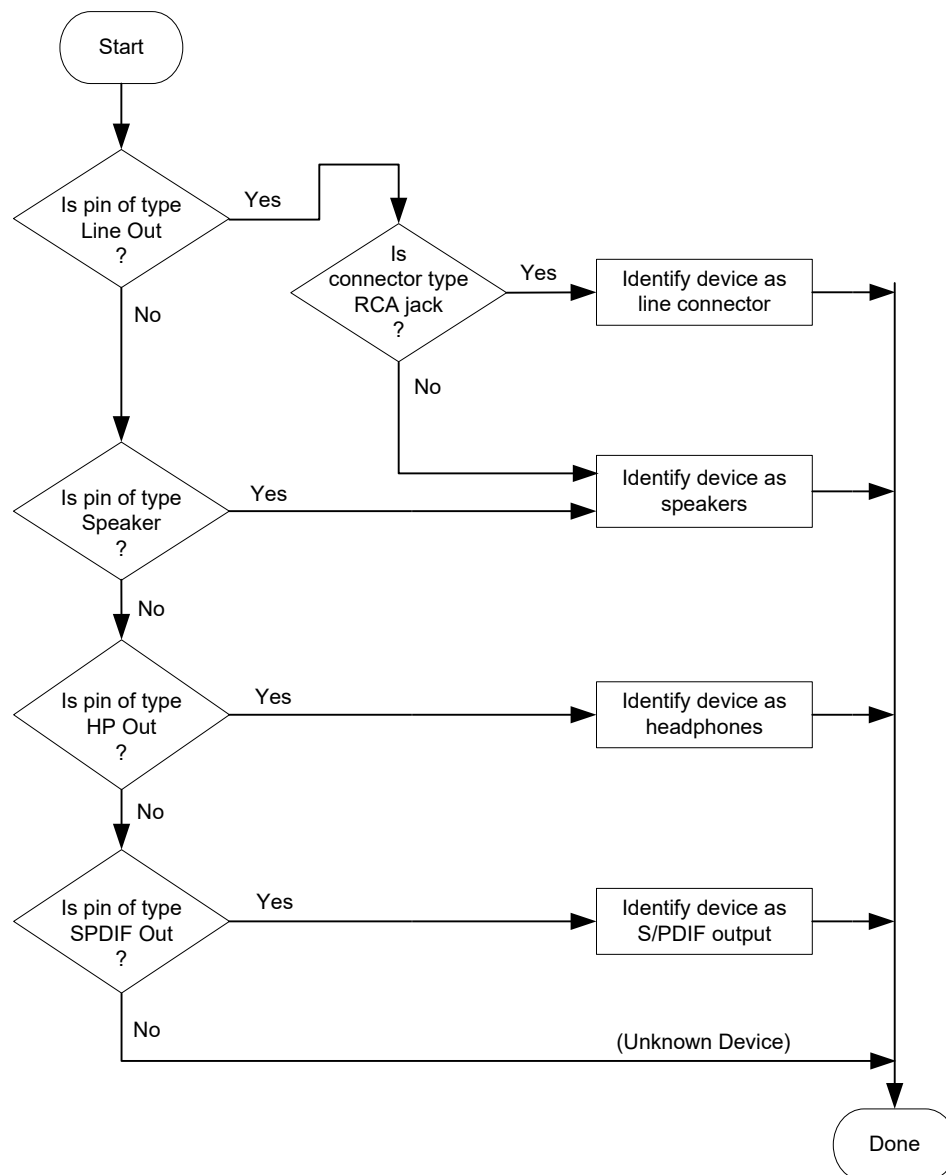 Start
Is pin of type
Line Out
?
Yes
No
Is
connector type
RCA jack
?
Yes
No
Identify device as
line connector
Is pin of type
Speaker
?
Yes
No
Identify device as
speakers
Is pin of type
HP Out
?
Yes
No
Identify device as
headphones
Is pin of type
SPDIF Out
?
Yes
No
Identify device as
S/PDIF output
(Unknown Device)
Done